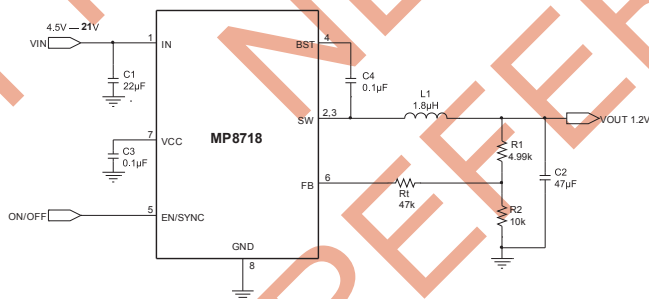 4.5V — 21V
VIN
1
IN
BST
4
C1
22µF
C4
0.1µF
L1
1.8µH
SW
2,3
VOUT 1.2V
7
VCC
MP8718
C3
0.1µF
R1
4.99k
C2
47µF
FB
6
Rt
47k
ON/OFF
5
EN/SYNC
R2
10k
GND
8